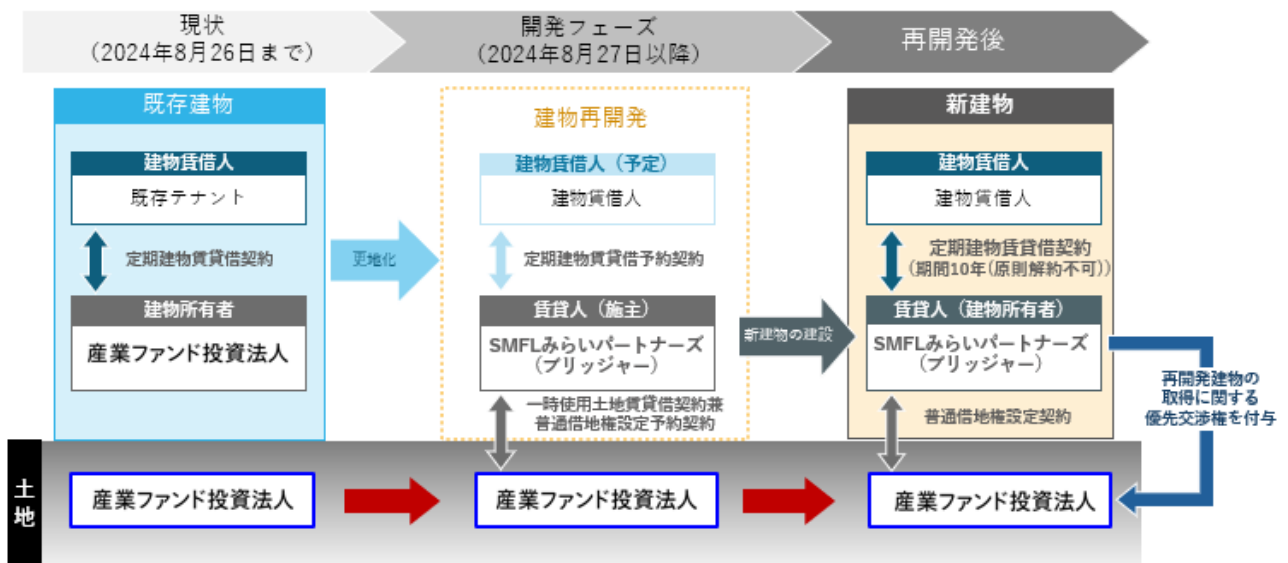 現状
（2024年8月26日まで）
開発フェーズ
（2024年8月27日以降）
再開発後
既存建物
建物賃借人
既存テナント
定期建物賃貸借契約
建物所有者
産業ファンド投資法人
更地化
建物再開発
建物賃借人（予定）
建物賃借人
定期建物賃貸借予約契約
賃貸人（施主）
SMFLみらいパートナーズ
（ブリッジャー）
一時使用土地賃貸借契約兼
普通借地権設定予約契約
新建物の建設
新建物
建物賃借人
建物賃借人
定期建物賃貸借契約
（期間10年（原則解約不可））
賃貸人（建物所有者）
SMFLみらいパートナーズ
（ブリッジャー）
普通借地権設定契約
再開発建物の
取得に関する
優先交渉権を付与
土地
産業ファンド投資法人
産業ファンド投資法人
産業ファンド投資法人